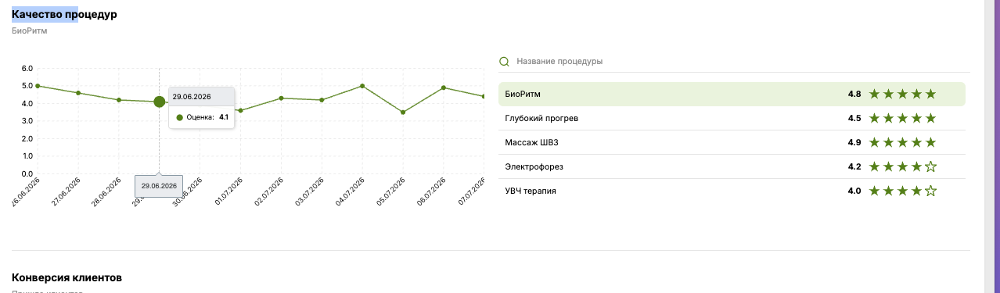 Качество процедур
БиоРитм
Название процедуры
6.0
5.0
4.0
3.0
2.0
1.0
0.0
29.06.2026
Оценка: 4.1
29.06.2026
26.06.2026
27.06.2026
28.06.2026
30.06.2026
01.07.2026
02.07.2026
03.07.2026
04.07.2026
05.07.2026
06.07.2026
07.07.2026
БиоРитм 4.8
Глубокий прогрев 4.5
Массаж ШВЗ 4.9
Электрофорез 4.2
УВЧ терапия 4.0
Конверсия клиентов